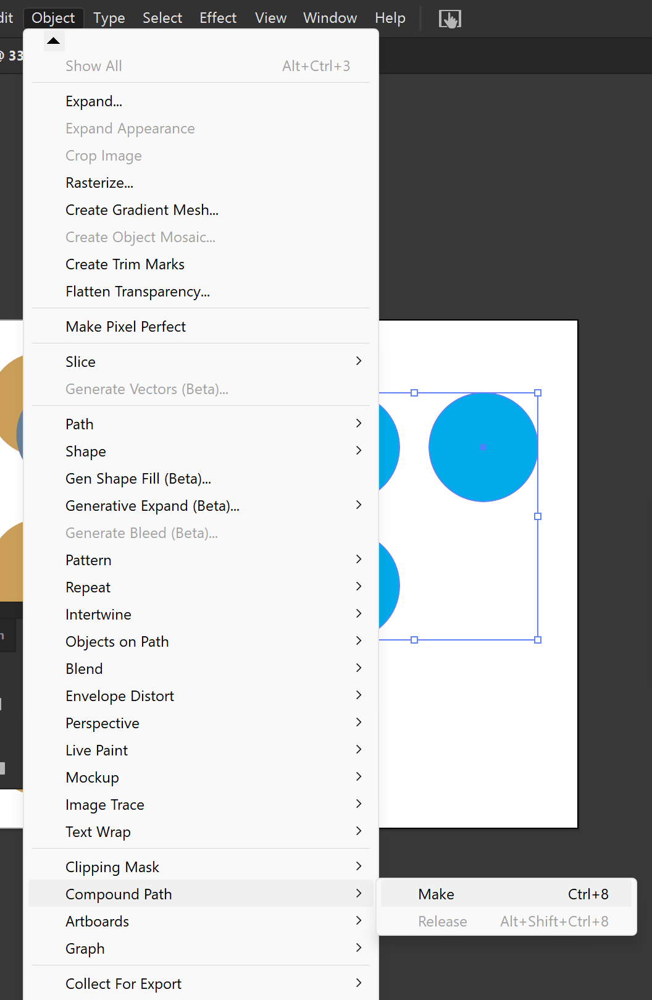 dit Object Type Select Effect View Window Help
@ 33
Show All Alt+Ctrl+3
Expand...
Expand Appearance
Crop Image
Rasterize...
Create Gradient Mesh...
Create Object Mosaic...
Create Trim Marks
Flatten Transparency...
Make Pixel Perfect
Slice
Generate Vectors (Beta)...
Path
Shape
Gen Shape Fill (Beta)...
Generative Expand (Beta)...
Generate Bleed (Beta)...
Pattern
Repeat
Intertwine
Objects on Path
Blend
Envelope Distort
Perspective
Live Paint
Mockup
Image Trace
Text Wrap
Clipping Mask
Compound Path
Make Ctrl+8
Release Alt+Shift+Ctrl+8
Artboards
Graph
Collect For Export